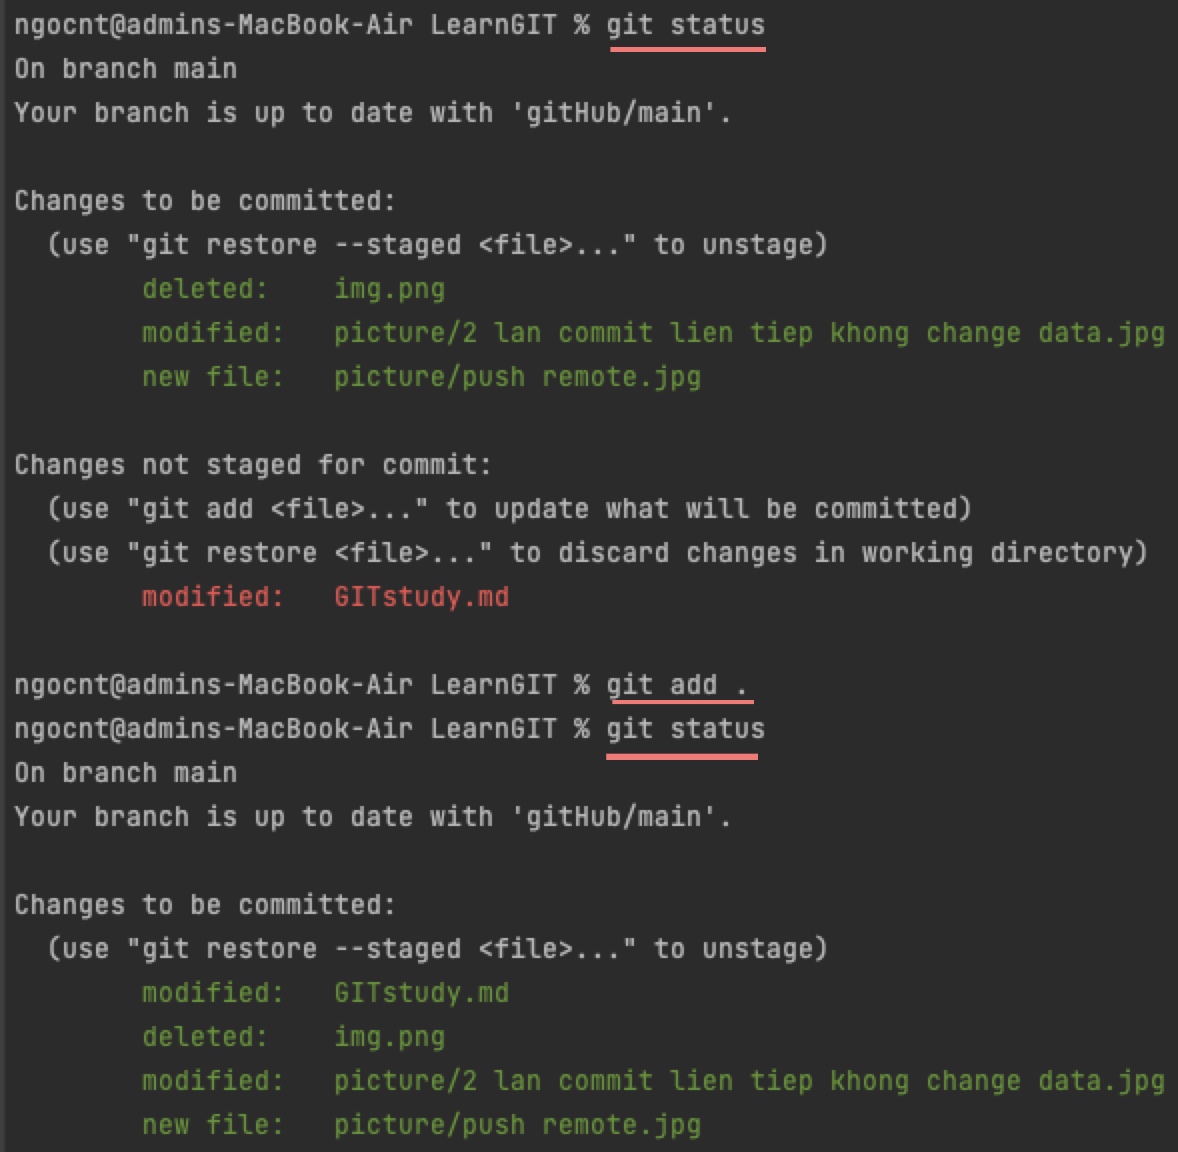 ngocnt@admins-MacBook-Air LearnGIT % git status
On branch main
Your branch is up to date with 'gitHub/main'.
Changes to be committed:
  (use "git restore --staged <file>..." to unstage)
        deleted:    img.png
        modified:   picture/2 lan commit lien tiep khong change data.jpg
        new file:   picture/push remote.jpg
Changes not staged for commit:
  (use "git add <file>..." to update what will be committed)
  (use "git restore <file>..." to discard changes in working directory)
        modified:   GITstudy.md
ngocnt@admins-MacBook-Air LearnGIT % git add .
ngocnt@admins-MacBook-Air LearnGIT % git status
On branch main
Your branch is up to date with 'gitHub/main'.
Changes to be committed:
  (use "git restore --staged <file>..." to unstage)
        modified:   GITstudy.md
        deleted:    img.png
        modified:   picture/2 lan commit lien tiep khong change data.jpg
        new file:   picture/push remote.jpg